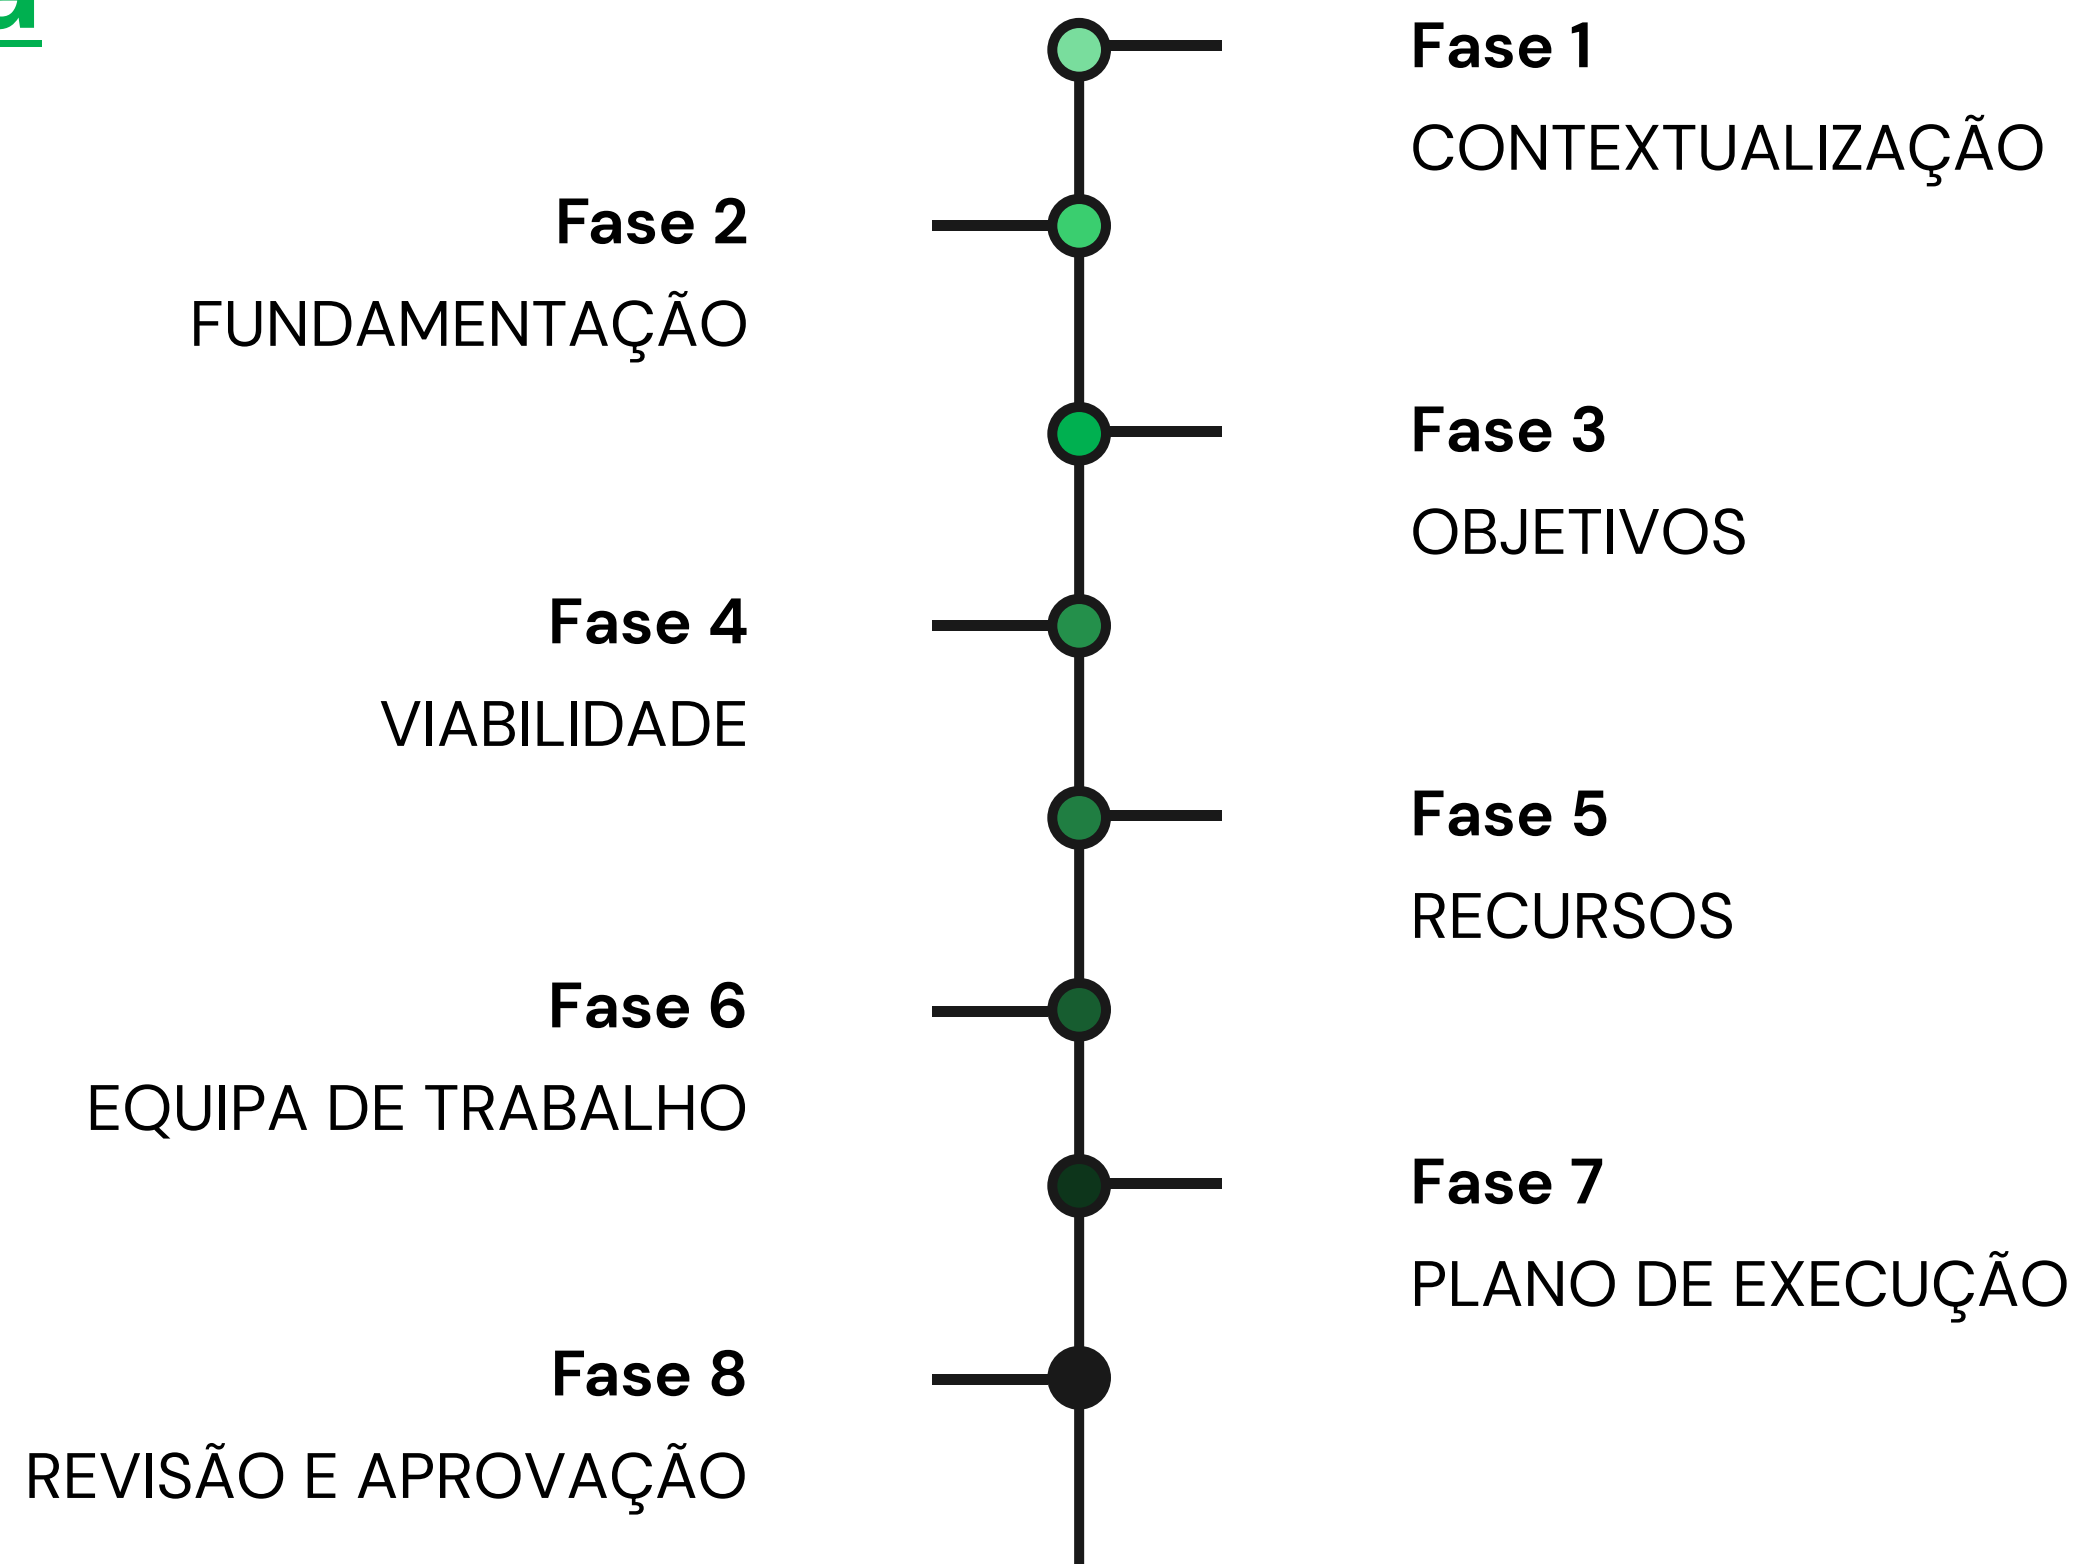 Fase 1
CONTEXTUALIZAÇÃO
Fase 2
FUNDAMENTAÇÃO
Fase 3
OBJETIVOS
Fase 4
VIABILIDADE
Fase 5
RECURSOS
Fase 6
EQUIPA DE TRABALHO
Fase 7
PLANO DE EXECUÇÃO
Fase 8
REVISÃO E APROVAÇÃO